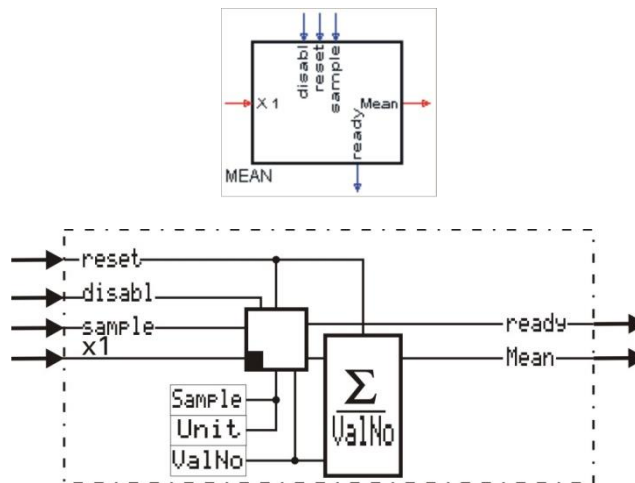 disabl
reset
sample
X 1
Mean
ready
MEAN
reset
disabl
sample
x1
ready
Mean
Sample
Unit
ValNo
Σ
ValNo